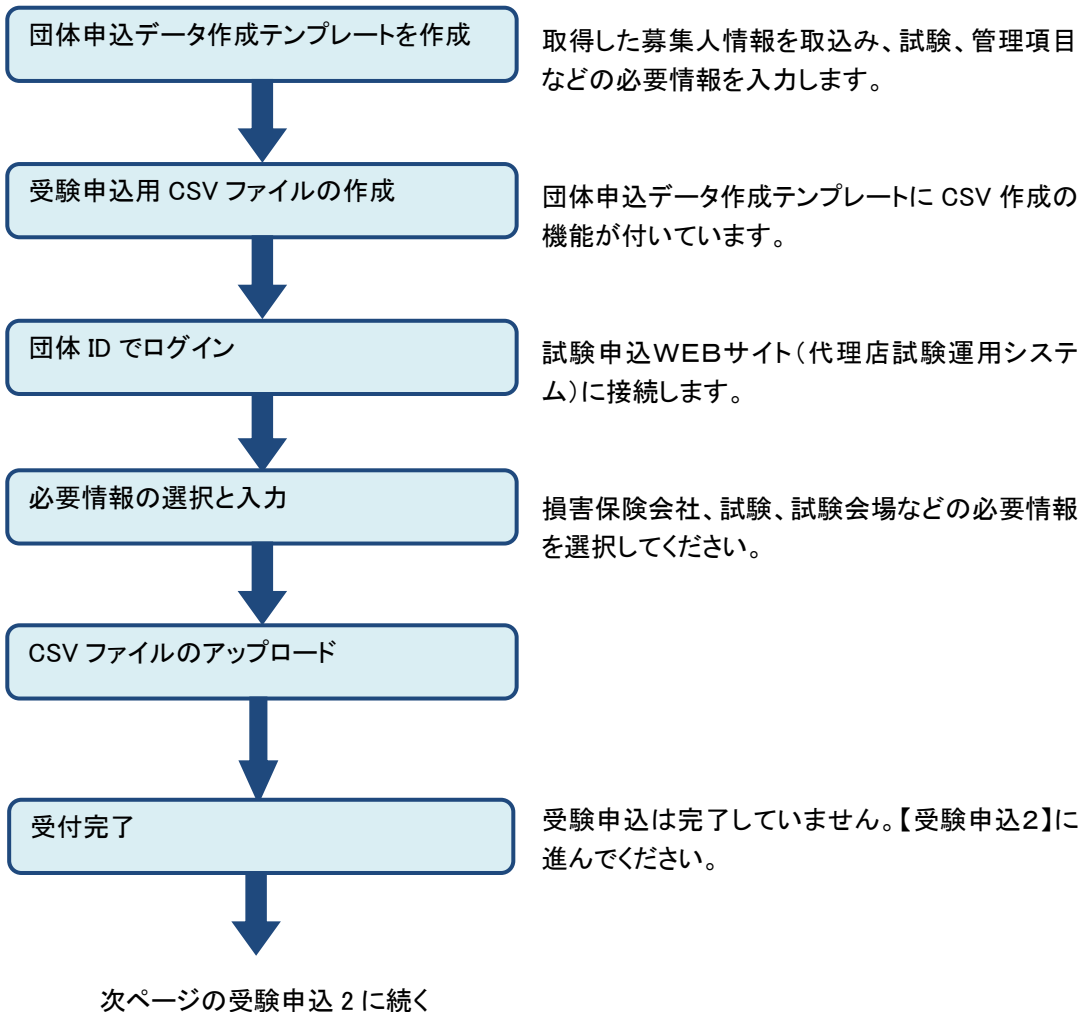 団体申込データ作成テンプレートを作成
取得した募集人情報を取込み、試験、管理項目
などの必要情報を入力します。
受験申込用 CSV ファイルの作成
団体申込データ作成テンプレートに CSV 作成の
機能が付いています。
団体 ID でログイン
試験申込WEBサイト(代理店試験運用システ
ム)に接続します。
必要情報の選択と入力
損害保険会社、試験、試験会場などの必要情報
を選択してください。
CSV ファイルのアップロード
受付完了
受験申込は完了していません。【受験申込2】に
進んでください。
次ページの受験申込 2 に続く